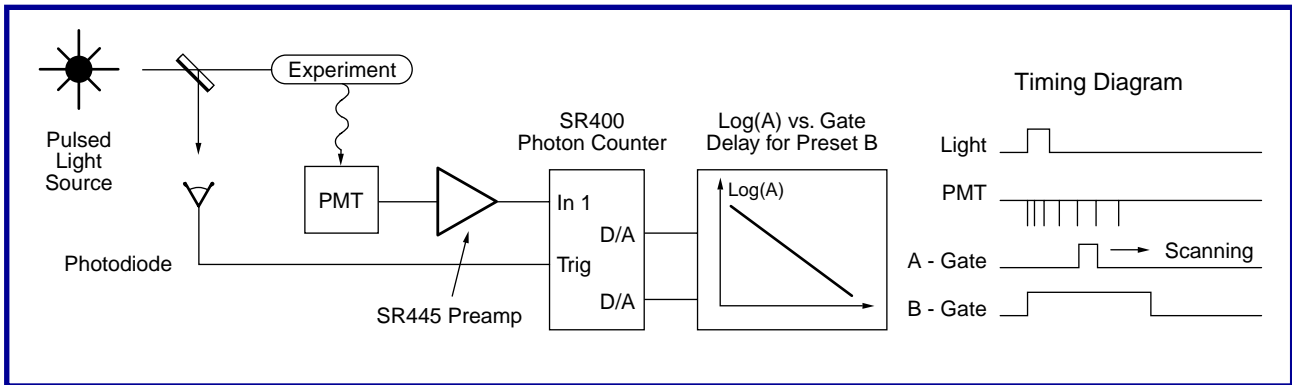 Experiment
Pulsed
Light
Source
Photodiode
PMT
SR445 Preamp
SR400
Photon Counter
In 1
D/A
Trig
D/A
Log(A) vs. Gate
Delay for Preset B
Log(A)
Timing Diagram
Light
PMT
A - Gate
Scanning
B - Gate